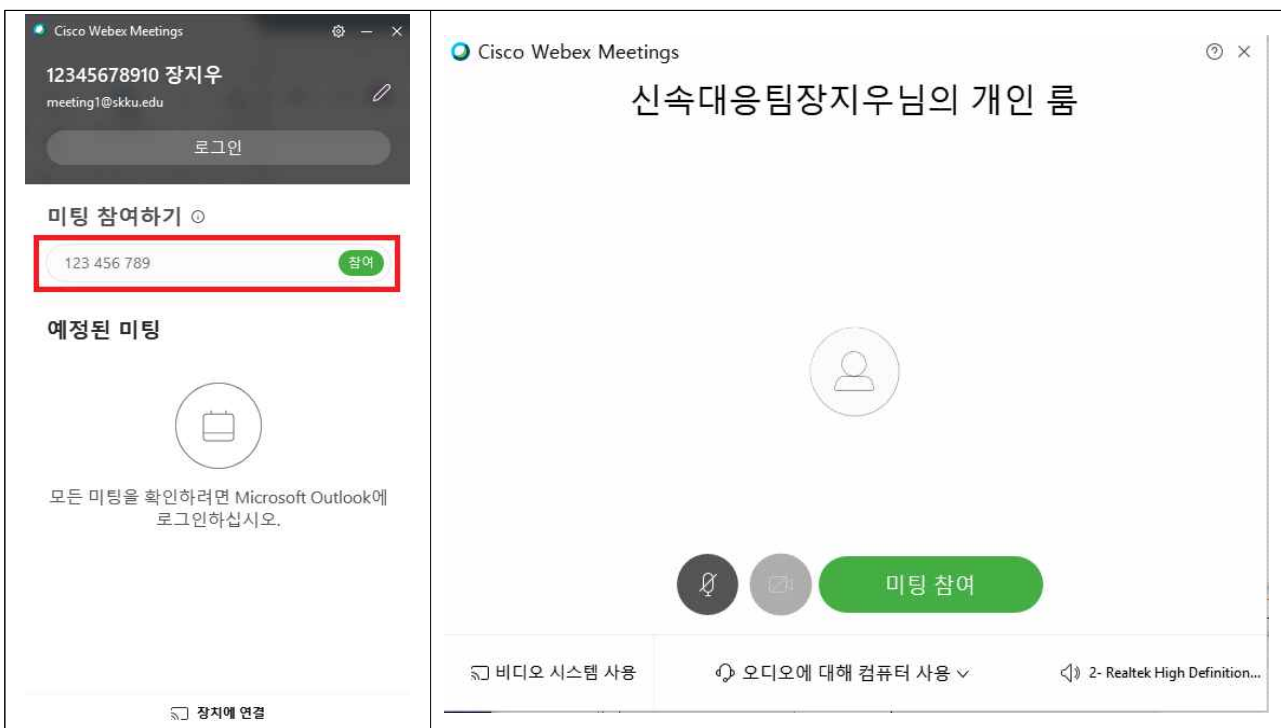 Cisco Webex Meetings
12345678910 장지우
meeting1@skku.edu
로그인
미팅 참여하기
123 456 789
참여
예정된 미팅
모든 미팅을 확인하려면 Microsoft Outlook에
로그인하십시오.
장치에 연결
Cisco Webex Meetings
신속대응팀장지우님의 개인 룸
미팅 참여
비디오 시스템 사용
오디오에 대해 컴퓨터 사용
2- Realtek High Definition...